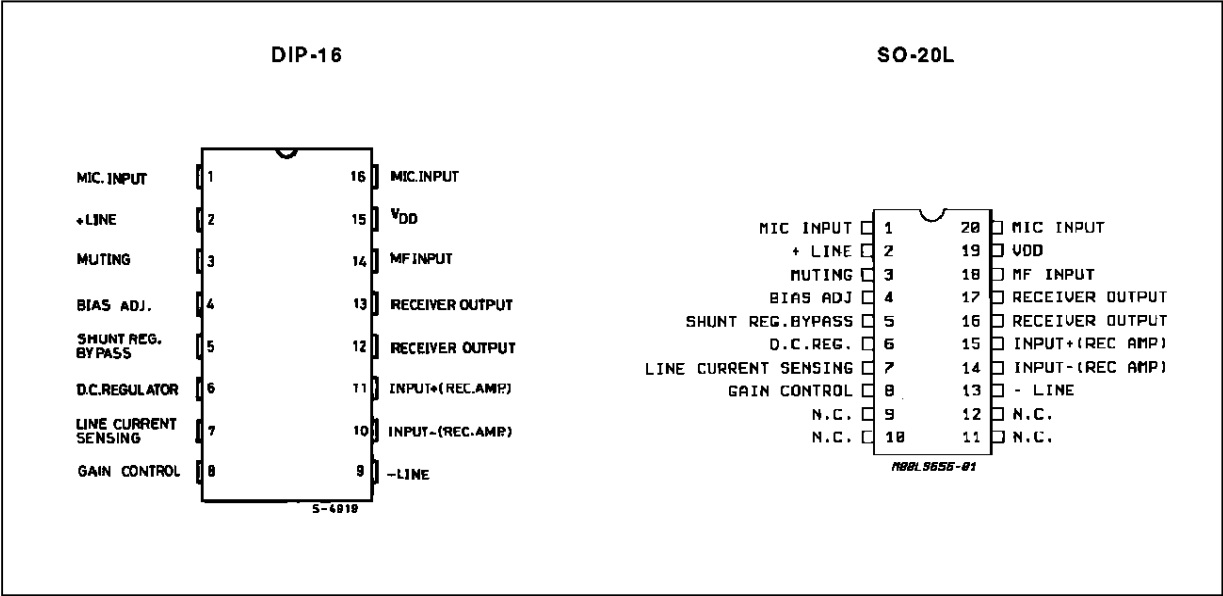 DIP-16
MIC. INPUT 1 16 MIC.INPUT
+LINE 2 15 VDD
MUTING 3 14 MF INPUT
BIAS ADJ. 4 13 RECEIVER OUTPUT
SHUNT REG.
BYPASS 5 12 RECEIVER OUTPUT
D.C.REGULATOR 6 11 INPUT+(REC.AMP.)
LINE CURRENT
SENSING 7 10 INPUT-(REC.AMP)
GAIN CONTROL 8 9 -LINE
S-4919
SO-20L
MIC INPUT 1 20 MIC INPUT
+ LINE 2 19 VDD
MUTING 3 18 MF INPUT
BIAS ADJ 4 17 RECEIVER OUTPUT
SHUNT REG.BYPASS 5 16 RECEIVER OUTPUT
D.C.REG. 6 15 INPUT+(REC AMP)
LINE CURRENT SENSING 7 14 INPUT-(REC AMP)
GAIN CONTROL 8 13 - LINE
N.C. 9 12 N.C.
N.C. 10 11 N.C.
M88LS656-01